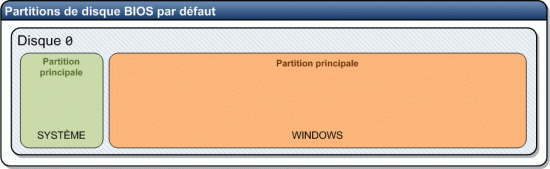 Partitions de disque BIOS par défaut
Disque 0
Partition
principale
SYSTÈME
Partition principale
WINDOWS